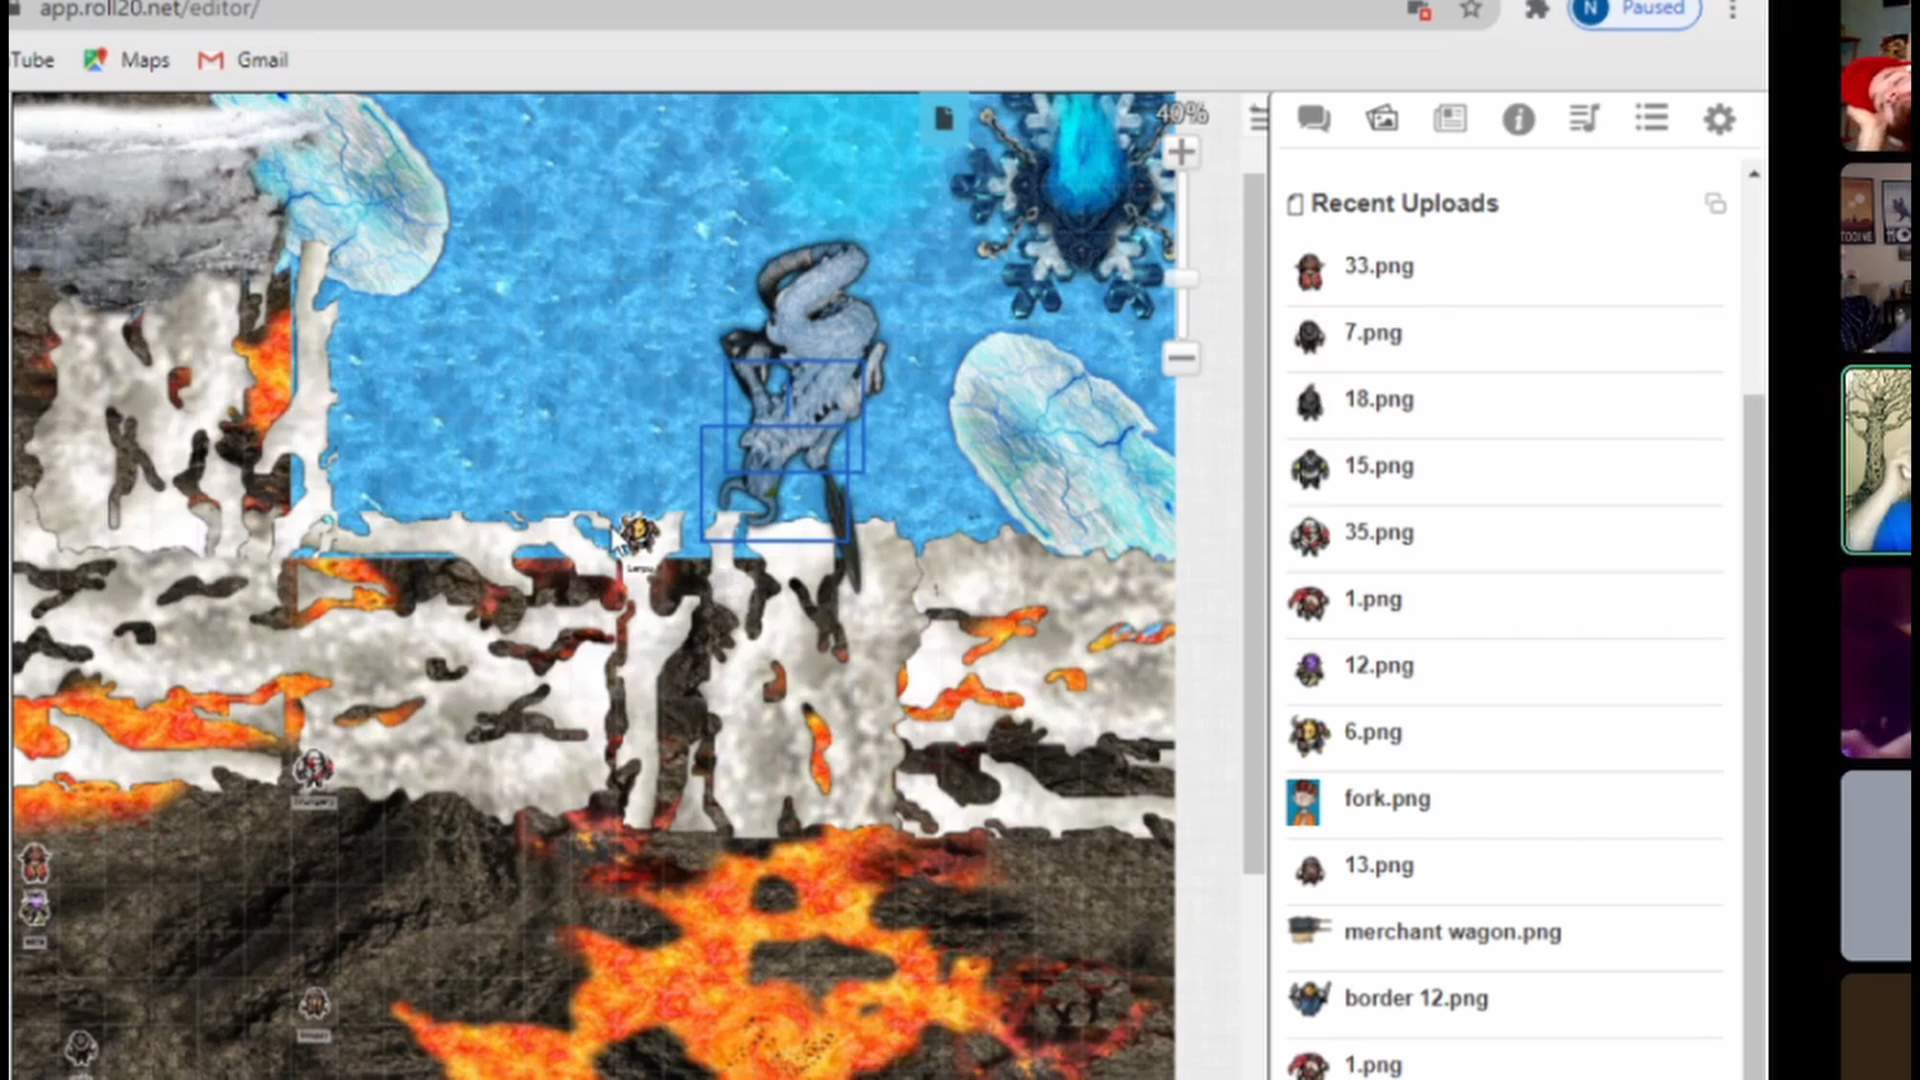 app.roll20.net/editor/
N Paused
Tube Maps Gmail
40%
Recent Uploads
33.png
7.png
18.png
15.png
35.png
1.png
12.png
6.png
fork.png
13.png
merchant wagon.png
border 12.png
1.png